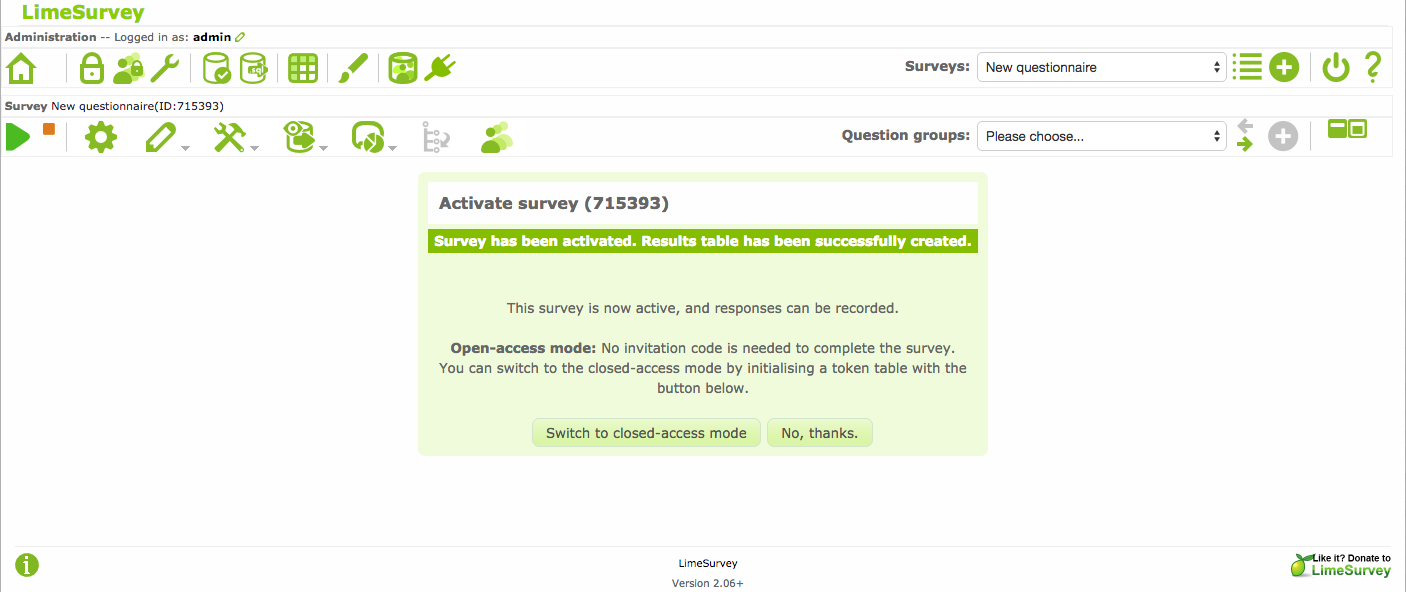 LimeSurvey
Administration -- Logged in as: admin
sql
Surveys: New questionnaire
Survey New questionnaire(ID:715393)
Question groups: Please choose...
Activate survey (715393)
Survey has been activated. Results table has been successfully created.
This survey is now active, and responses can be recorded.
Open-access mode: No invitation code is needed to complete the survey.
You can switch to the closed-access mode by initialising a token table with the
button below.
Switch to closed-access mode
No, thanks.
LimeSurvey
Version 2.06+
Like it? Donate to
LimeSurvey